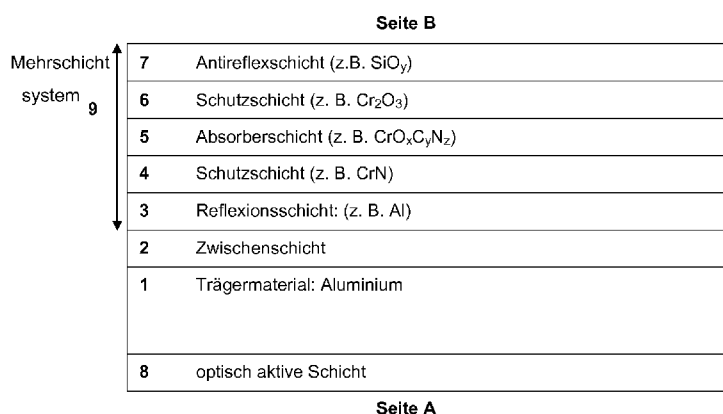 Seite B
Mehrschicht
system 9
7 Antireflexschicht (z.B. SiOy)
6 Schutzschicht (z. B. Cr2O3)
5 Absorberschicht (z. B. CrOxCyNz)
4 Schutzschicht (z. B. CrN)
3 Reflexionsschicht: (z. B. Al)
2 Zwischenschicht
1 Trägermaterial: Aluminium
8 optisch aktive Schicht
Seite A